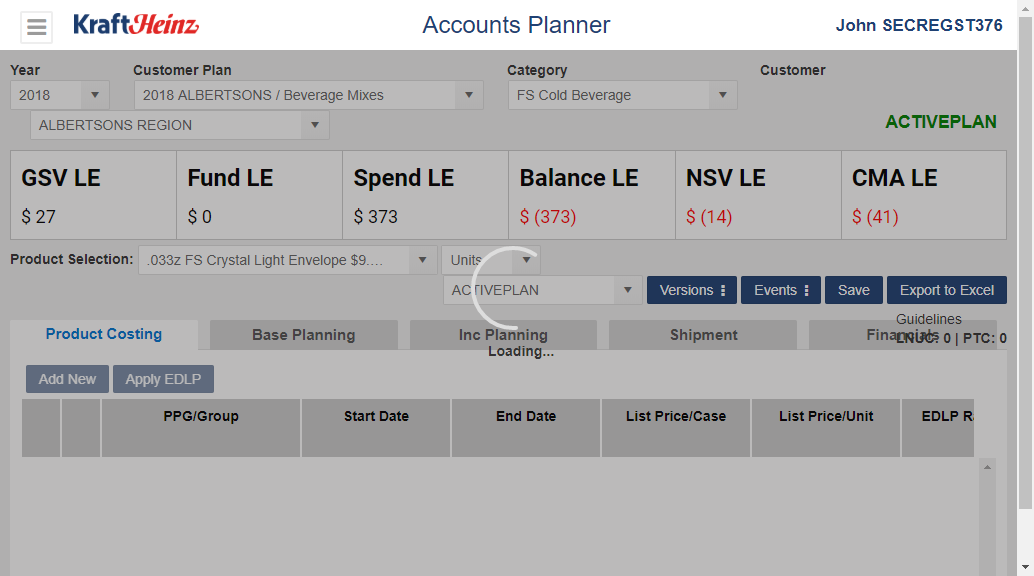 KraftHeinz
Accounts Planner
John SECREGST376
Year
Customer Plan
Category
Customer
2018
2018 ALBERTSONS / Beverage Mixes
FS Cold Beverage
ALBERTSONS REGION
ACTIVEPLAN
GSV LE
Fund LE
Spend LE
Balance LE
NSV LE
CMA LE
$ 27
$ 0
$ 373
$ (373)
$ (14)
$ (41)
Product Selection:
.033z FS Crystal Light Envelope $9....
Units
ACTIVEPLAN
Versions
Events
Save
Export to Excel
Guidelines
LNUC: 0 | PTC: 0
Product Costing
Base Planning
Inc Planning
Shipment
Financials
Loading...
Add New
Apply EDLP
PPG/Group
Start Date
End Date
List Price/Case
List Price/Unit
EDLP R